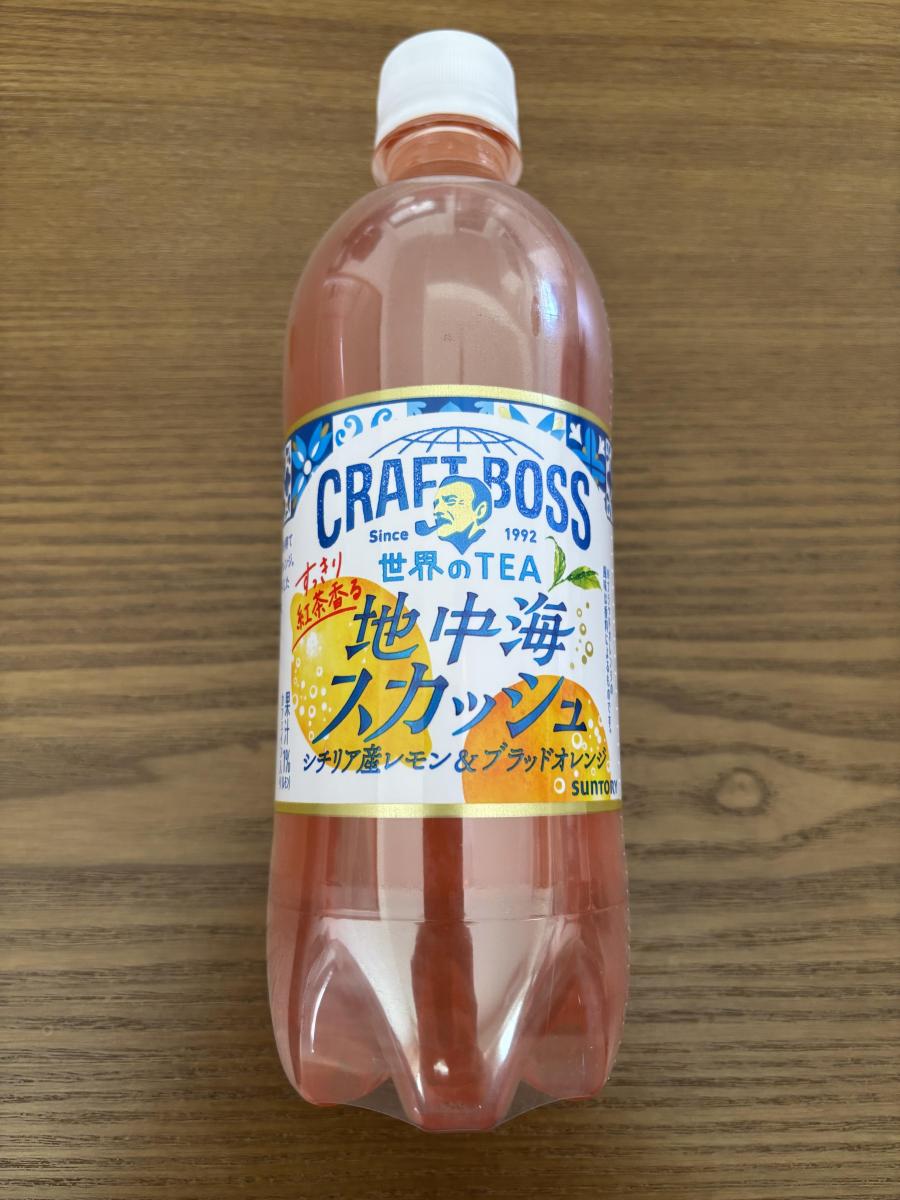 CRAFT BOSS
Since 1992
世界のTEA
すっきり
紅茶香る
地中海
スカッシュ
シチリア産レモン&ブラッドオレンジ
SUNTORY
果汁1%